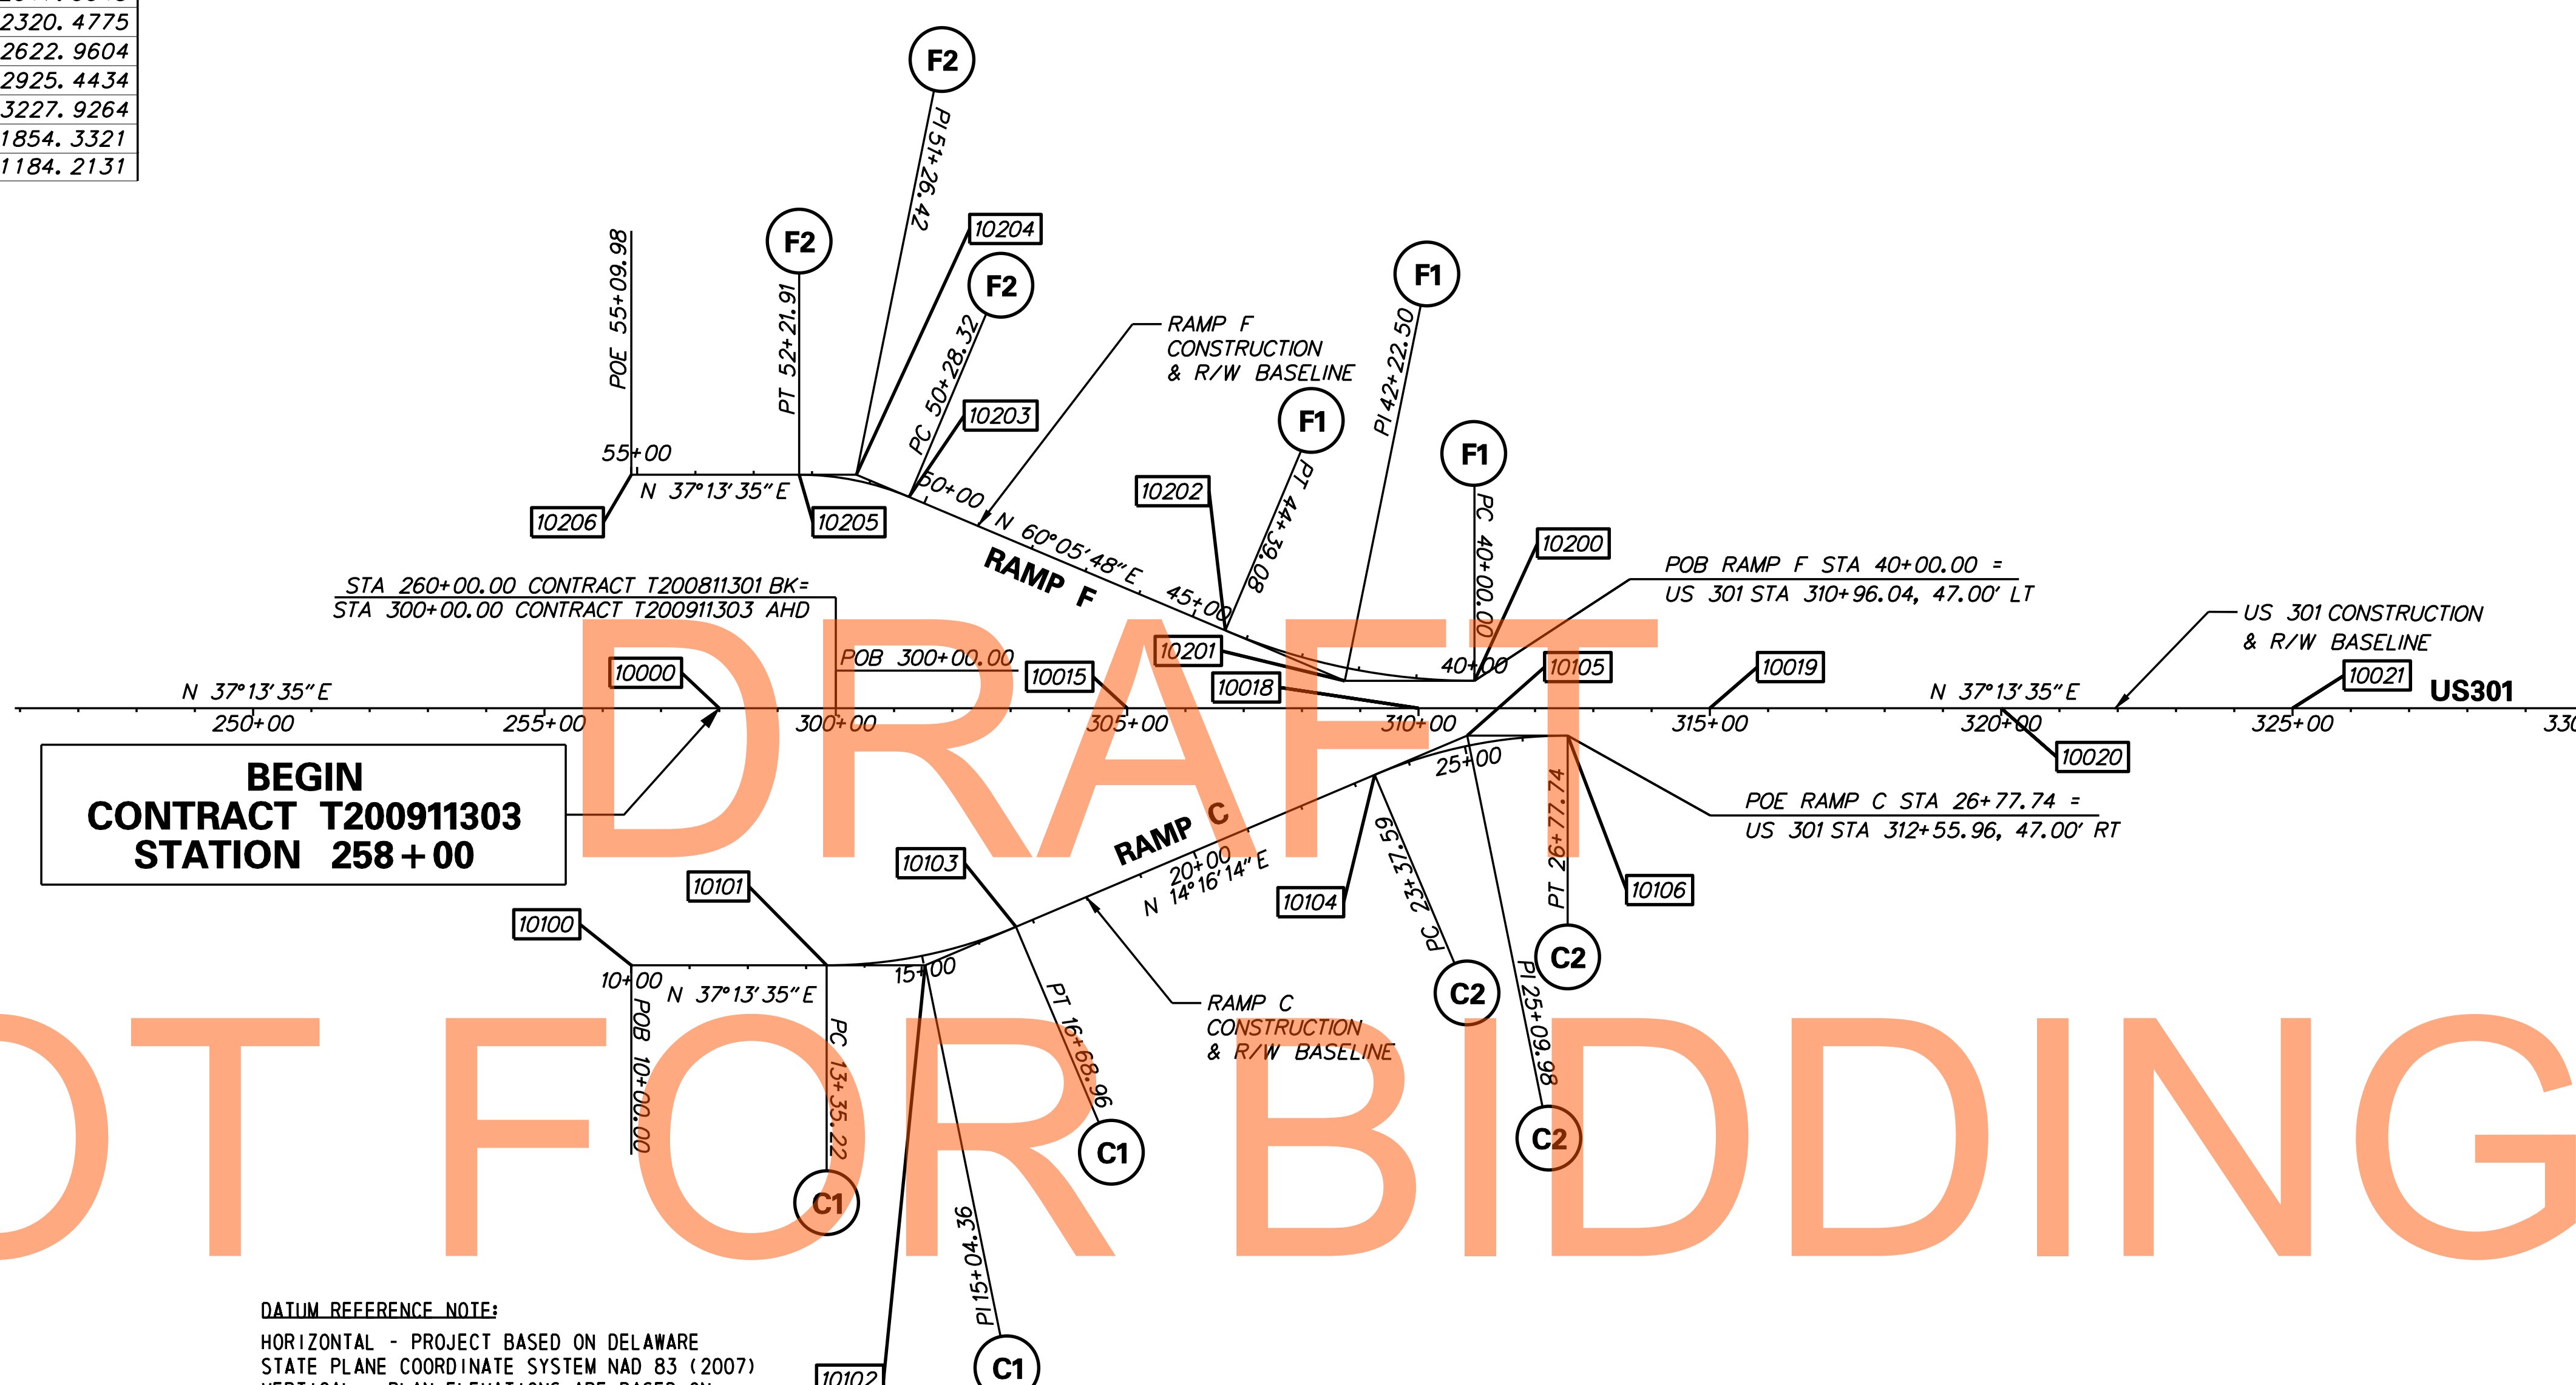 2320.4775
2622.9604
2925.4434
3227.9264
1854.3321
1184.2131
F2
PI 51+26.42
F2
PT 52+21.91
POE 55+09.98
10204
F2
PC 50+28.32
10203
RAMP F
CONSTRUCTION
& R/W BASELINE
F1
PI 42+22.50
F1
PT 44+39.08
F1
PC 40+00.00
10202
10200
55+00
N 37°13'35"E
10206
10205
50+00
N 60°05'48"E
RAMP F
45+00
10201
40+00
POB RAMP F STA 40+00.00 =
US 301 STA 310+96.04, 47.00' LT
STA 260+00.00 CONTRACT T200811301 BK=
STA 300+00.00 CONTRACT T200911303 AHD
US 301 CONSTRUCTION
& R/W BASELINE
POB 300+00.00
10000
10015
10018
10105
10019
10021
US301
N 37°13'35"E
N 37°13'35"E
250+00
255+00
300+00
305+00
310+00
315+00
320+00
325+00
10020
BEGIN
CONTRACT T200911303
STATION 258+00
DRAFT
25+00
POE RAMP C STA 26+77.74 =
US 301 STA 312+55.96, 47.00' RT
RAMP C
20+00
N 14°16'14"E
10103
10101
10100
10104
PC 23+37.59
C2
PT 26+77.74
C2
10106
PI 25+09.98
C2
10+00
N 37°13'35"E
15+00
POB 10+00.00
PC 13+35.22
C1
PT 16+68.96
C1
PI 15+04.36
C1
10102
RAMP C
CONSTRUCTION
& R/W BASELINE
OT FOR BIDDING
DATUM REFERENCE NOTE:
HORIZONTAL - PROJECT BASED ON DELAWARE
STATE PLANE COORDINATE SYSTEM NAD 83 (2007)
VERTICAL - PLAN ELEVATIONS ARE BASED ON